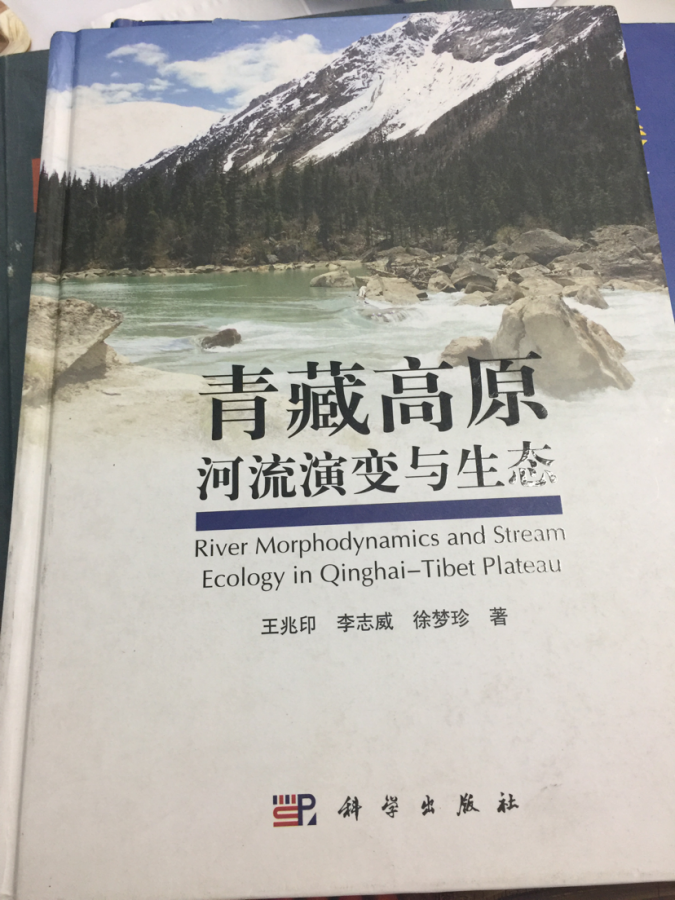 青藏高原
河流演变与生态
River Morphodynamics and Stream
Ecology in Qinghai–Tibet Plateau
王兆印 李志威 徐梦珍 著
SP 科学出版社